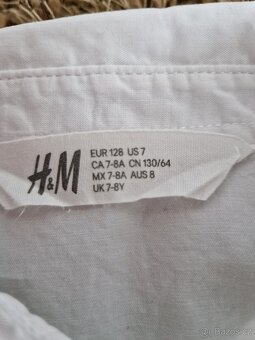 H&M
EUR 128 US 7
CA 7-8A CN 130/64
MX 7-8A AUS 8
UK 7-8Y